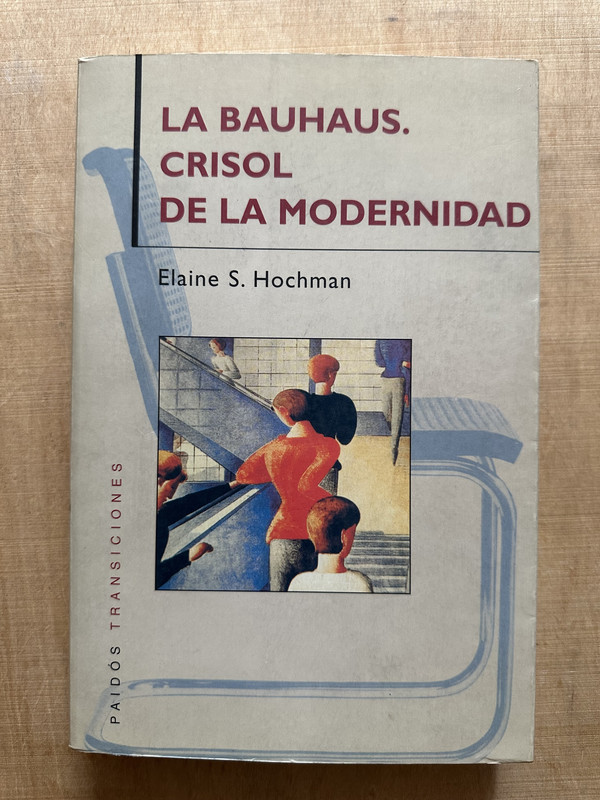 LA BAUHAUS.
CRISOL
DE LA MODERNIDAD
Elaine S. Hochman
PAIDÓS TRANSICIONES